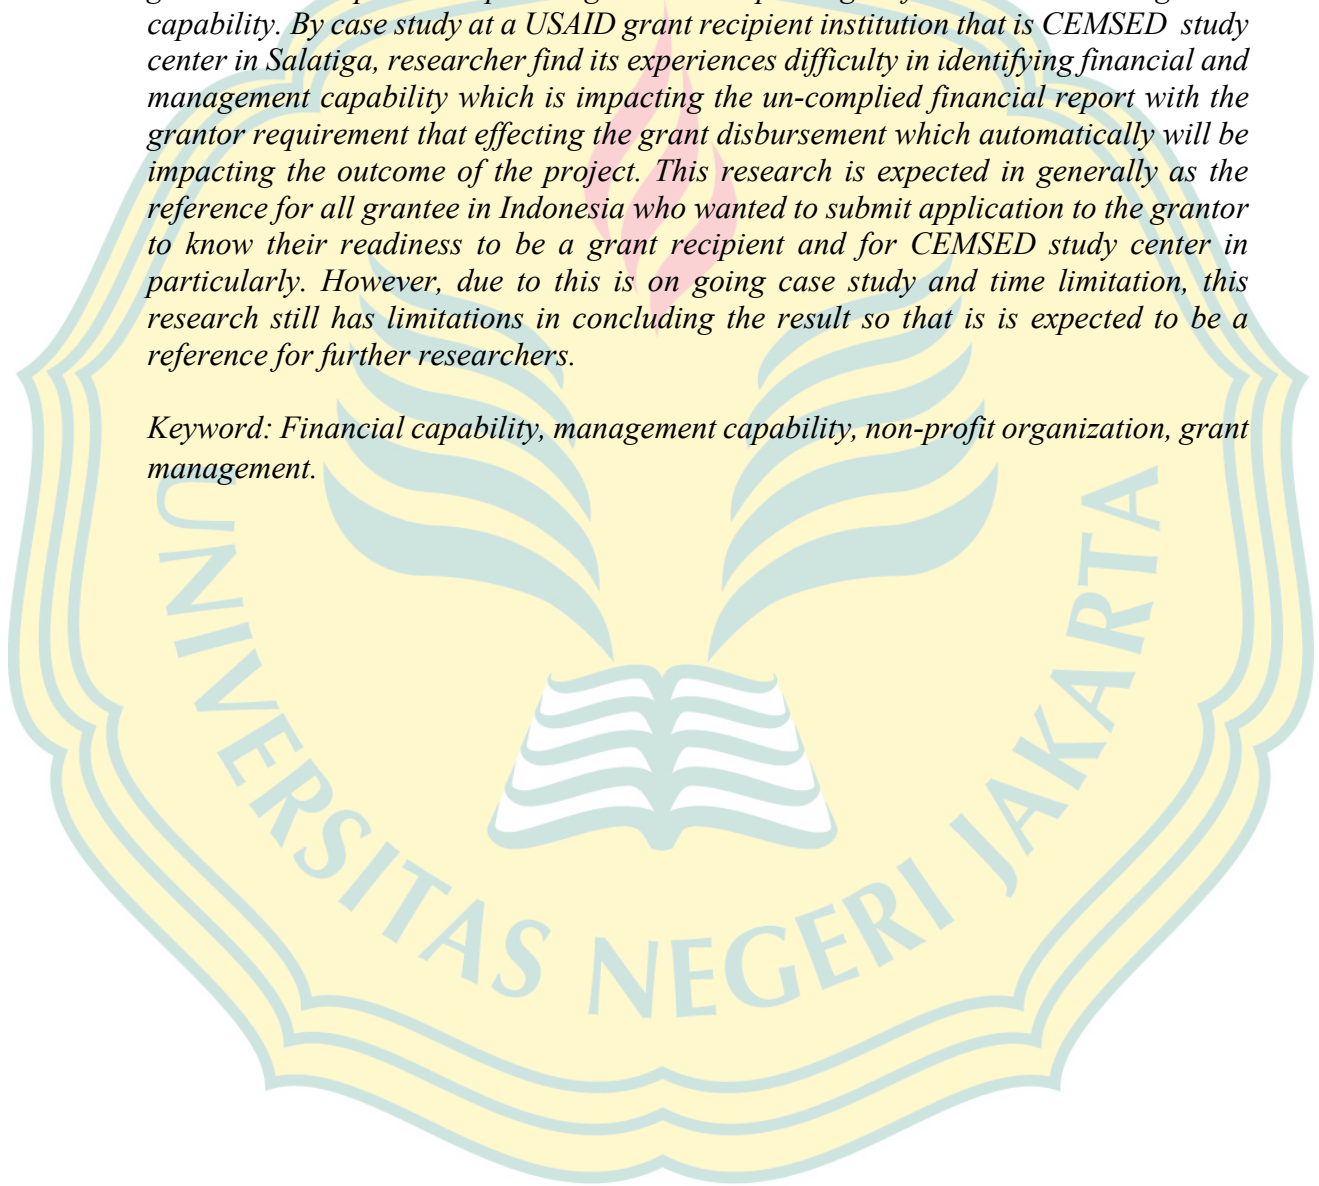 capability. By case study at a USAID grant recipient institution that is CEMSED study
center in Salatiga, researcher find its experiences difficulty in identifying financial and
management capability which is impacting the un-complied financial report with the
grantor requirement that effecting the grant disbursement which automatically will be
impacting the outcome of the project. This research is expected in generally as the
reference for all grantee in Indonesia who wanted to submit application to the grantor
to know their readiness to be a grant recipient and for CEMSED study center in
particularly. However, due to this is on going case study and time limitation, this
research still has limitations in concluding the result so that is is expected to be a
reference for further researchers.
Keyword: Financial capability, management capability, non-profit organization, grant
management.
UNIVERSITAS NEGERI JAKARTA